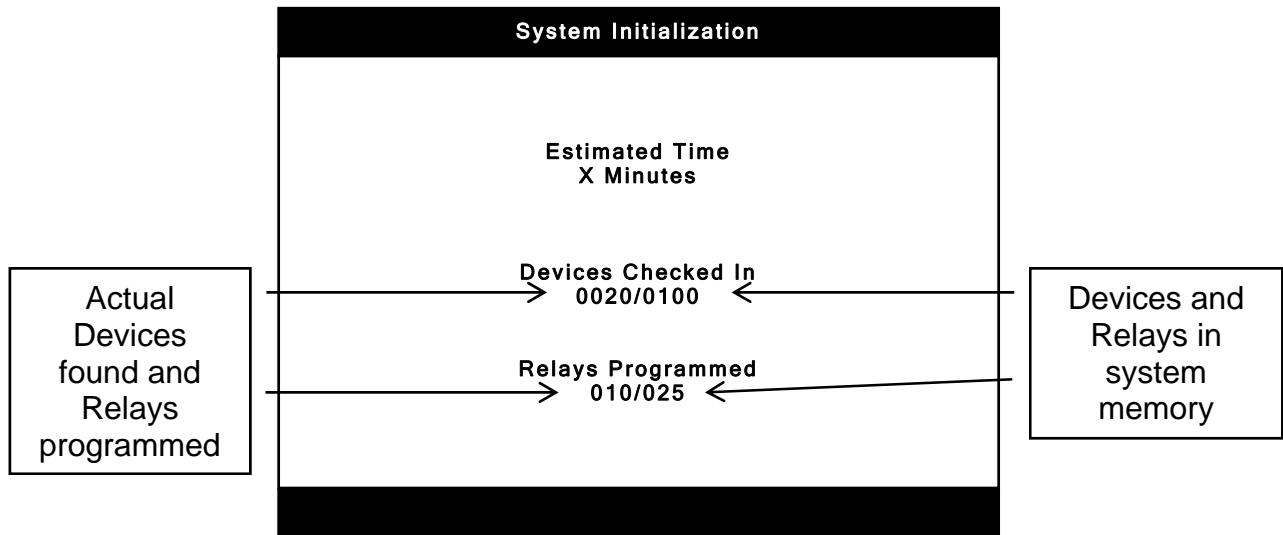 System Initialization
Estimated Time
X Minutes
Devices Checked In
0020/0100
Relays Programmed
010/025
Actual
Devices
found and
Relays
programmed
Devices and
Relays in
system
memory